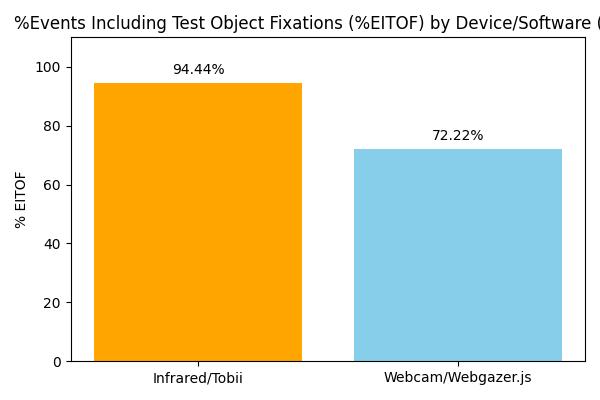 %Events Including Test Object Fixations (%EITOF) by Device/Software (
100
94.44%
80
72.22%
60
% EITOF
40
20
0
Infrared/Tobii
Webcam/Webgazer.js